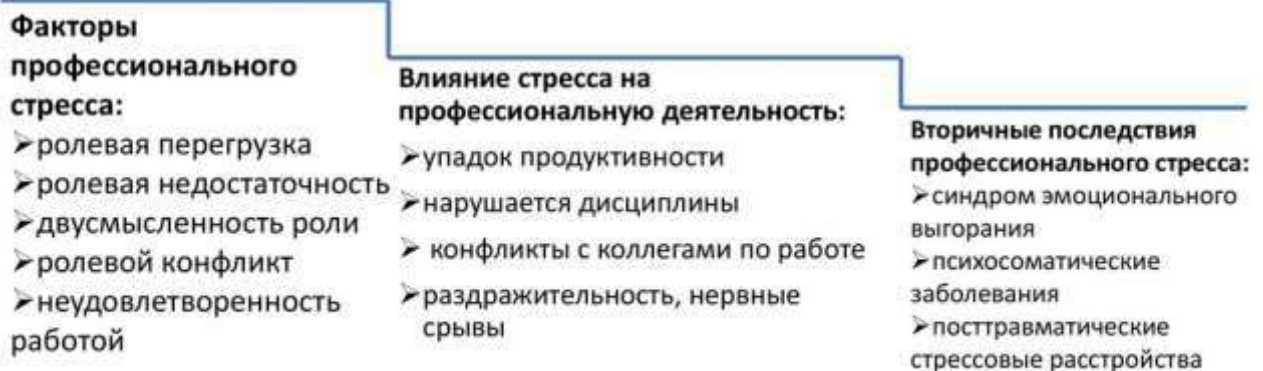 Факторы
профессионального
стресса:
➢ролевая перегрузка
➢ролевая недостаточность
➢двусмысленность роли
➢ролевой конфликт
➢неудовлетворенность
работой
Влияние стресса на
профессиональную деятельность:
➢упадок продуктивности
➢нарушается дисциплины
➢ конфликты с коллегами по работе
➢раздражительность, нервные
срывы
Вторичные последствия
профессионального стресса:
➢синдром эмоционального
выгорания
➢психосоматические
заболевания
➢посттравматические
стрессовые расстройства